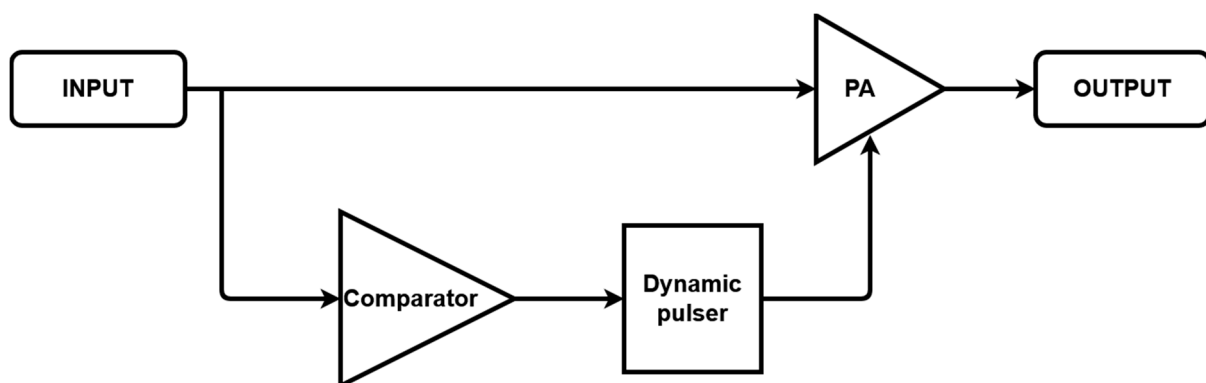 INPUT
PA
OUTPUT
Comparator
Dynamic
pulser